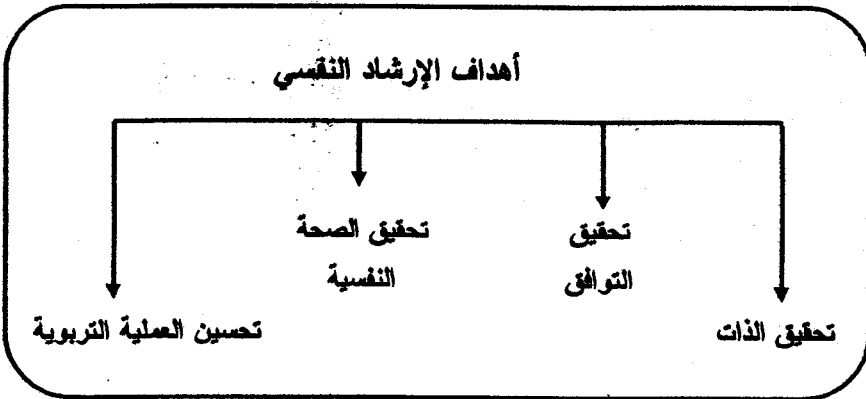 أهداف الإرشاد النفسي
تحقيق الذات
تحقيق
التوافق
تحقيق الصحة
النفسية
تحسين العملية التربوية